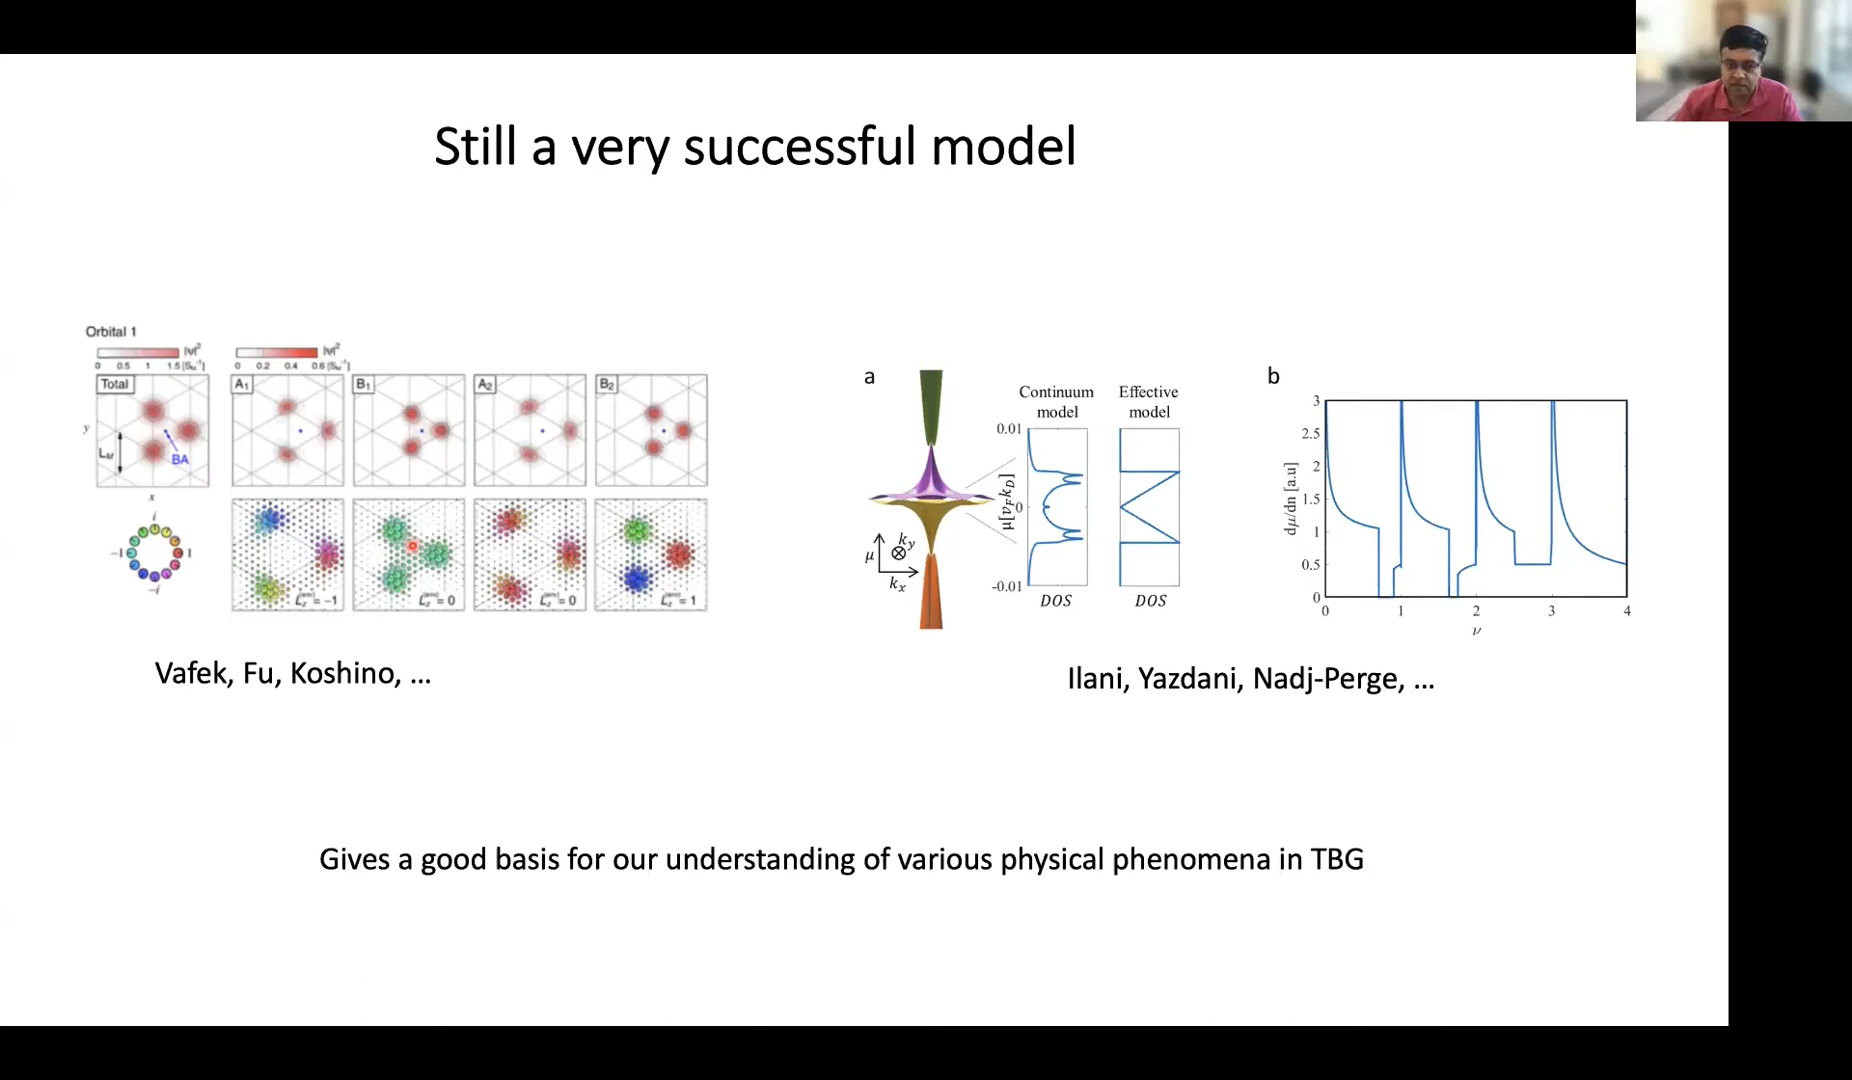 Still a very successful model
Orbital 1
|ψ|²
|ψ|²
0 0.5 1 1.5 [S_M⁻¹]
0 0.2 0.4 0.6 [S_M⁻¹]
Total
A₁
B₁
A₂
B₂
y
L_M
BA
x
i
−1
1
−i
= −1
= 0
= 0
= 1
Vafek, Fu, Koshino, ...
a
Continuum
model
Effective
model
0.01
μ[v_F k_D]
0
-0.01
μ
k_y
k_x
DOS
DOS
b
3
2.5
2
1.5
1
0.5
0
dμ/dn [a.u]
0 1 2 3 4
ν
Ilani, Yazdani, Nadj-Perge, ...
Gives a good basis for our understanding of various physical phenomena in TBG